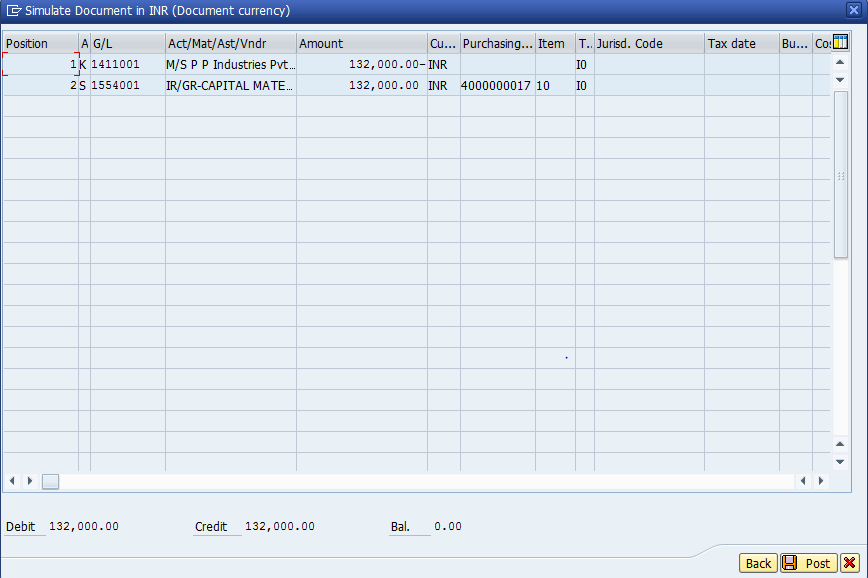 Simulate Document in INR (Document currency)
Position A G/L Act/Mat/Ast/Vndr Amount Cu... Purchasing... Item T.. Jurisd. Code Tax date Bu... Co
1 K 1411001 M/S P P Industries Pvt... 132,000.00- INR I0
2 S 1554001 IR/GR-CAPITAL MATE... 132,000.00 INR 4000000017 10 I0
Debit 132,000.00 Credit 132,000.00 Bal. 0.00
Back Post